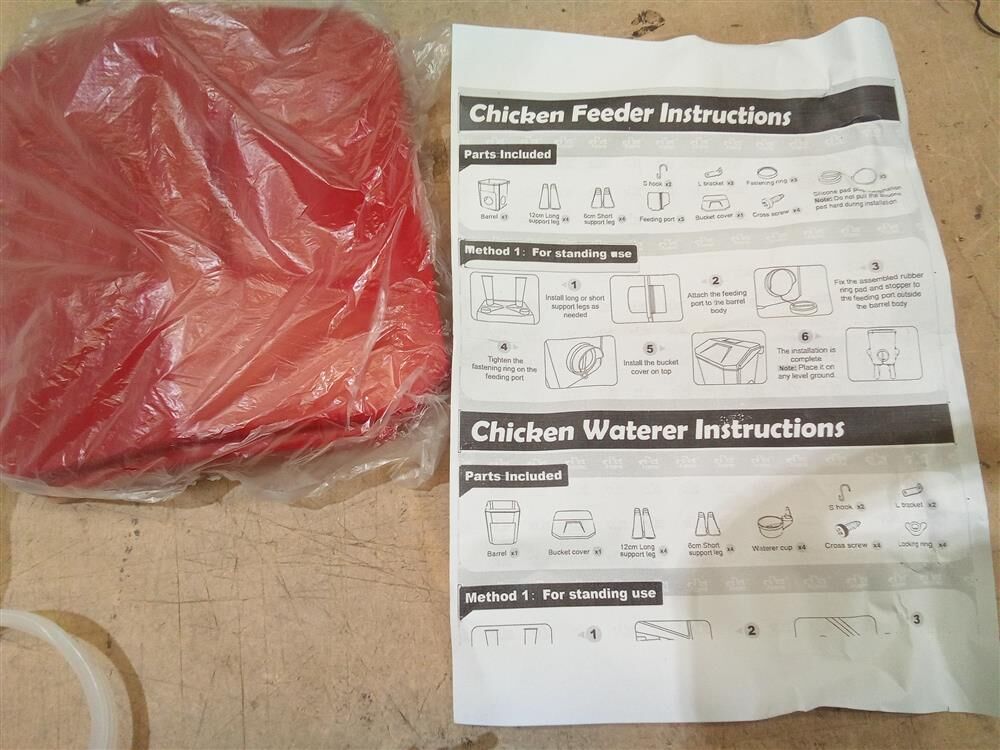 Chicken Feeder Instructions
Parts Included
S hook x2
L bracket x2
Fastening ring x3
Barrel x1
12cm Long
support leg x4
6cm Short
support leg x4
Feeding port x3
Bucket cover x1
Cross screw x4
Silicone pad
Note: Do not pull the
pad hard during installation
x3
Method 1: For standing use
1
Install long or short
support legs as
needed
2
Attach the feeding
port to the barrel
body
3
Fix the assembled rubber
ring pad and stopper to
the feeding port outside
the barrel body
4
Tighten the
fastening ring on the
feeding port
5
Install the bucket
cover on top
6
The installation is
complete
Note: Place it on
any level ground.
Chicken Waterer Instructions
Parts Included
Barrel x1
Bucket cover x1
12cm Long
support leg x4
6cm Short
support leg x4
Waterer cup x4
S hook x2
L bracket x2
Cross screw x4
Locking ring x4
Method 1: For standing use
1
2
3